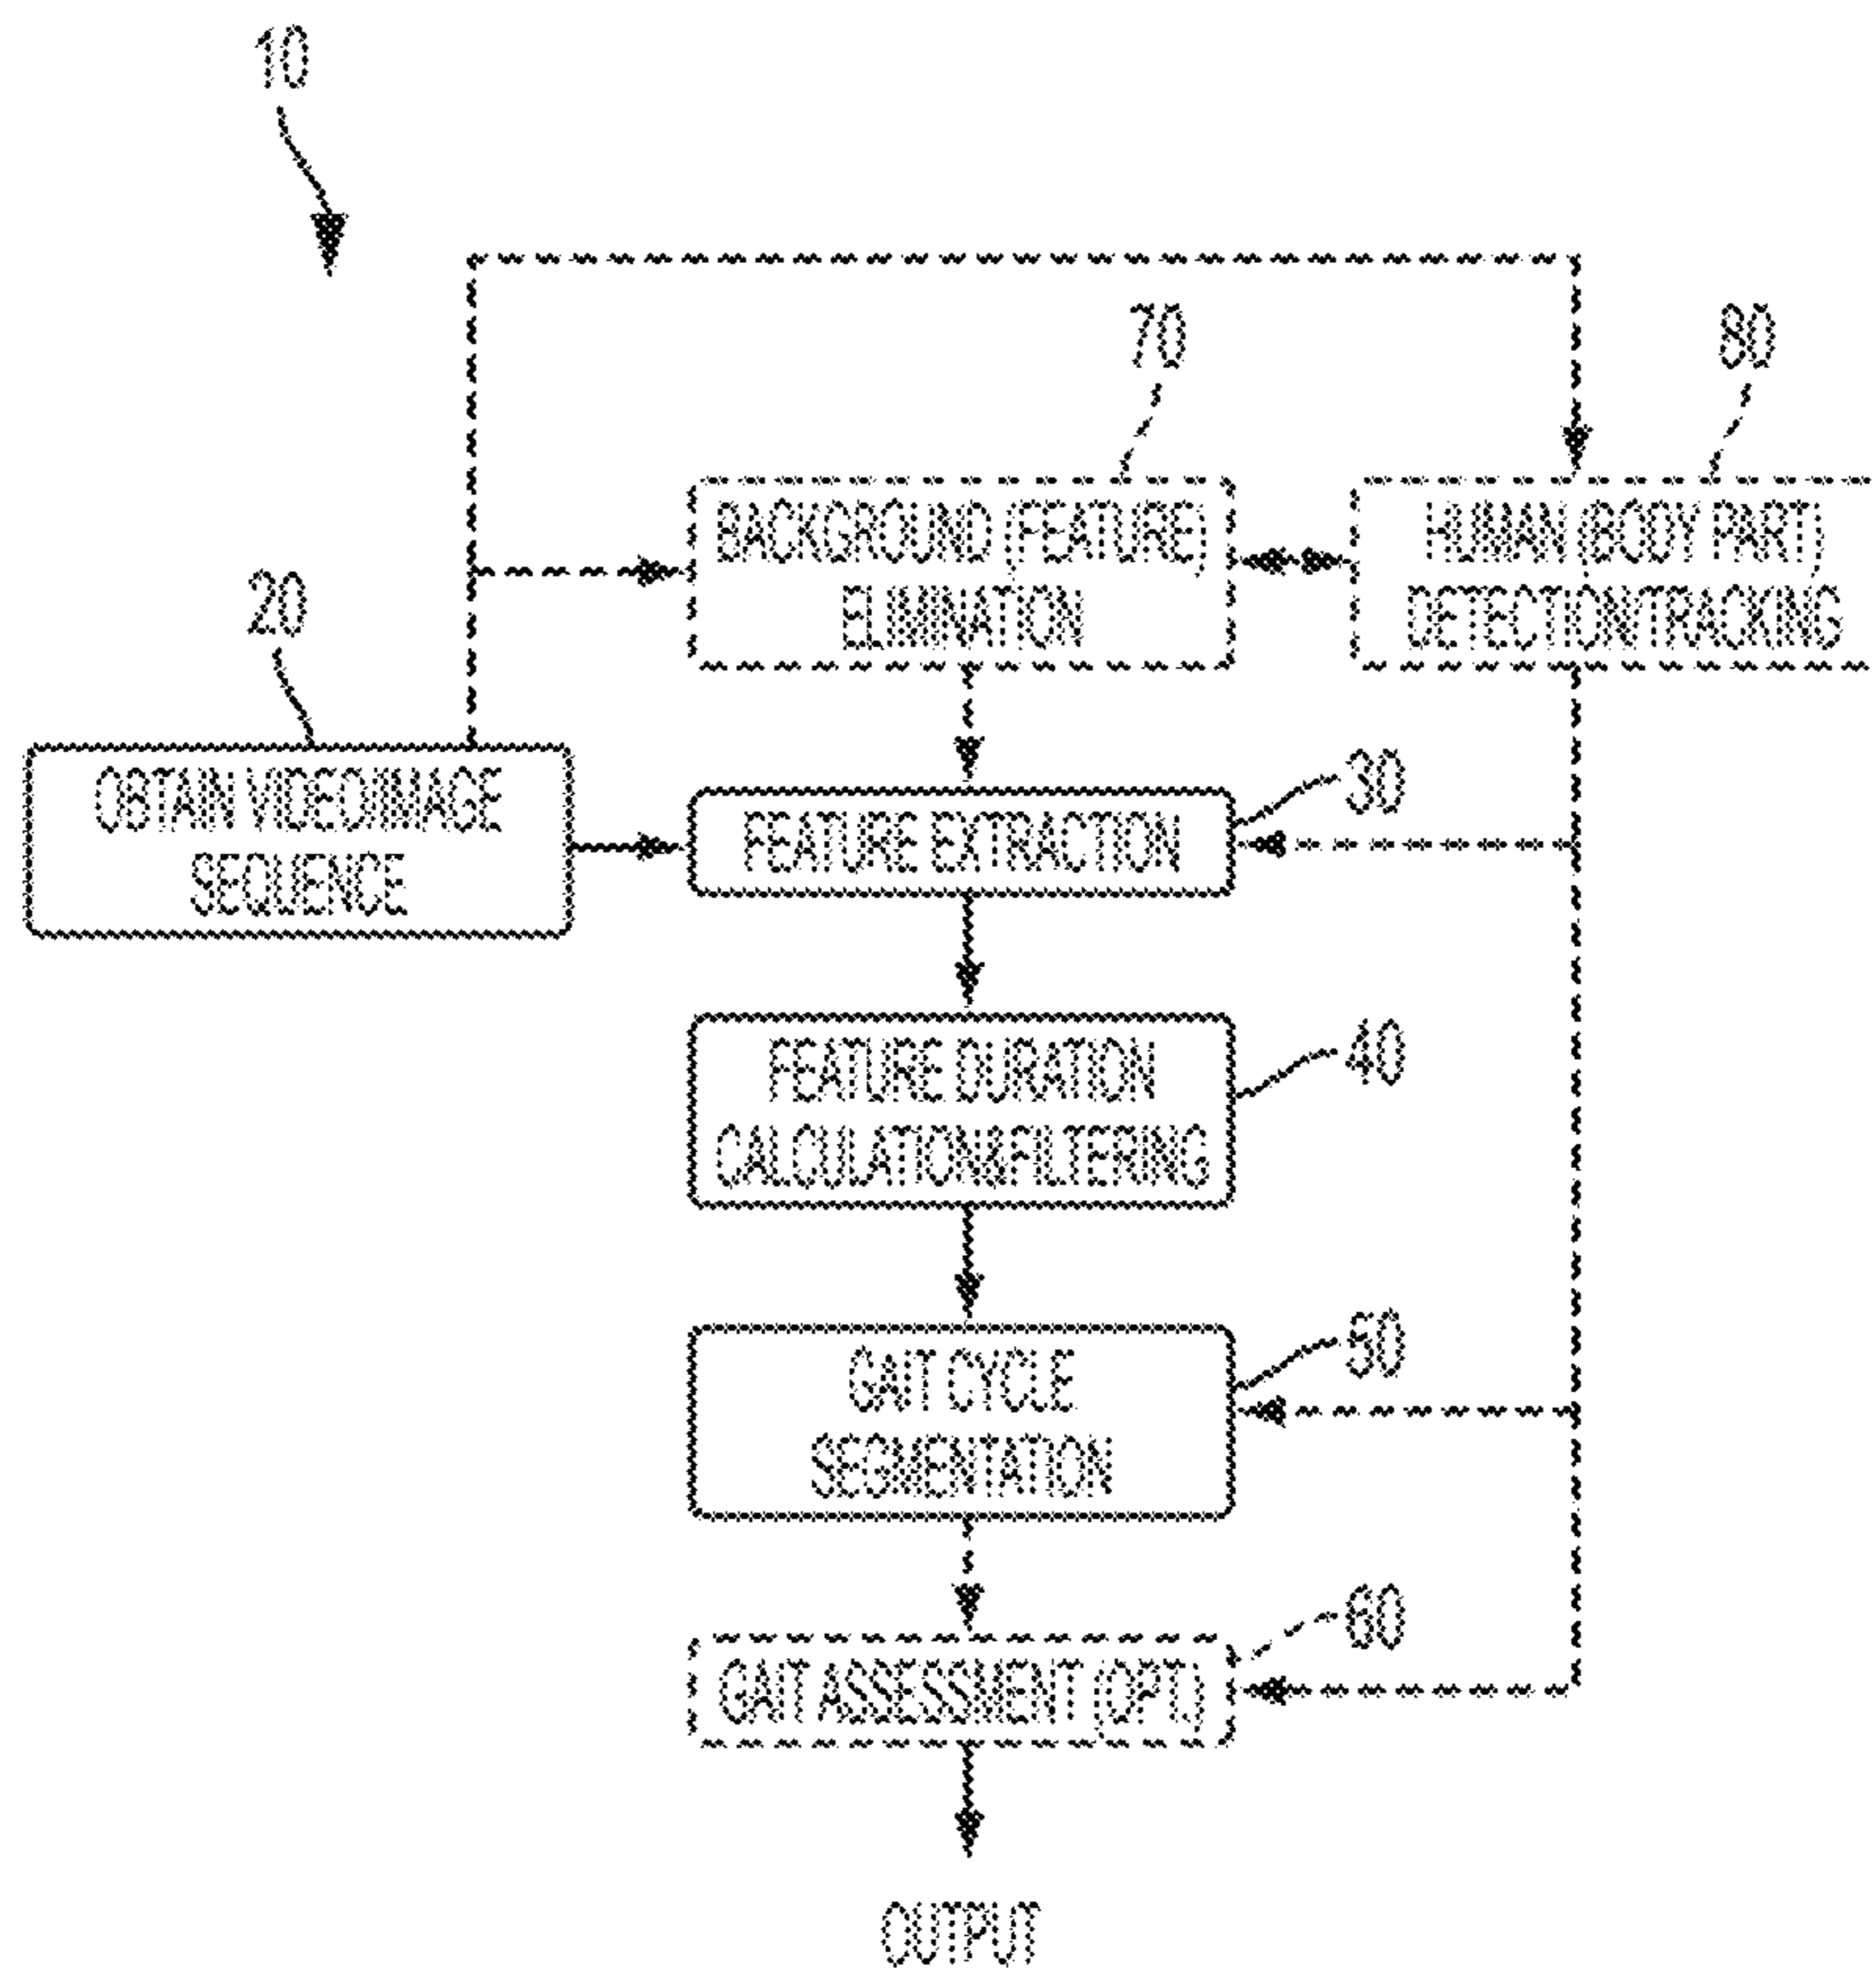 10
70
80
BACKGROUND (FEATURE)
ELIMINATION
HUMAN (BODY PART)
DETECTION/TRACKING
20
OBTAIN VIDEO/IMAGE
SEQUENCE
30
FEATURE EXTRACTION
40
FEATURE DURATION
CALCULATION&FILTERING
50
GAIT CYCLE
SEGMENTATION
60
GAIT ASSESSMENT (OPT.)
OUTPUT